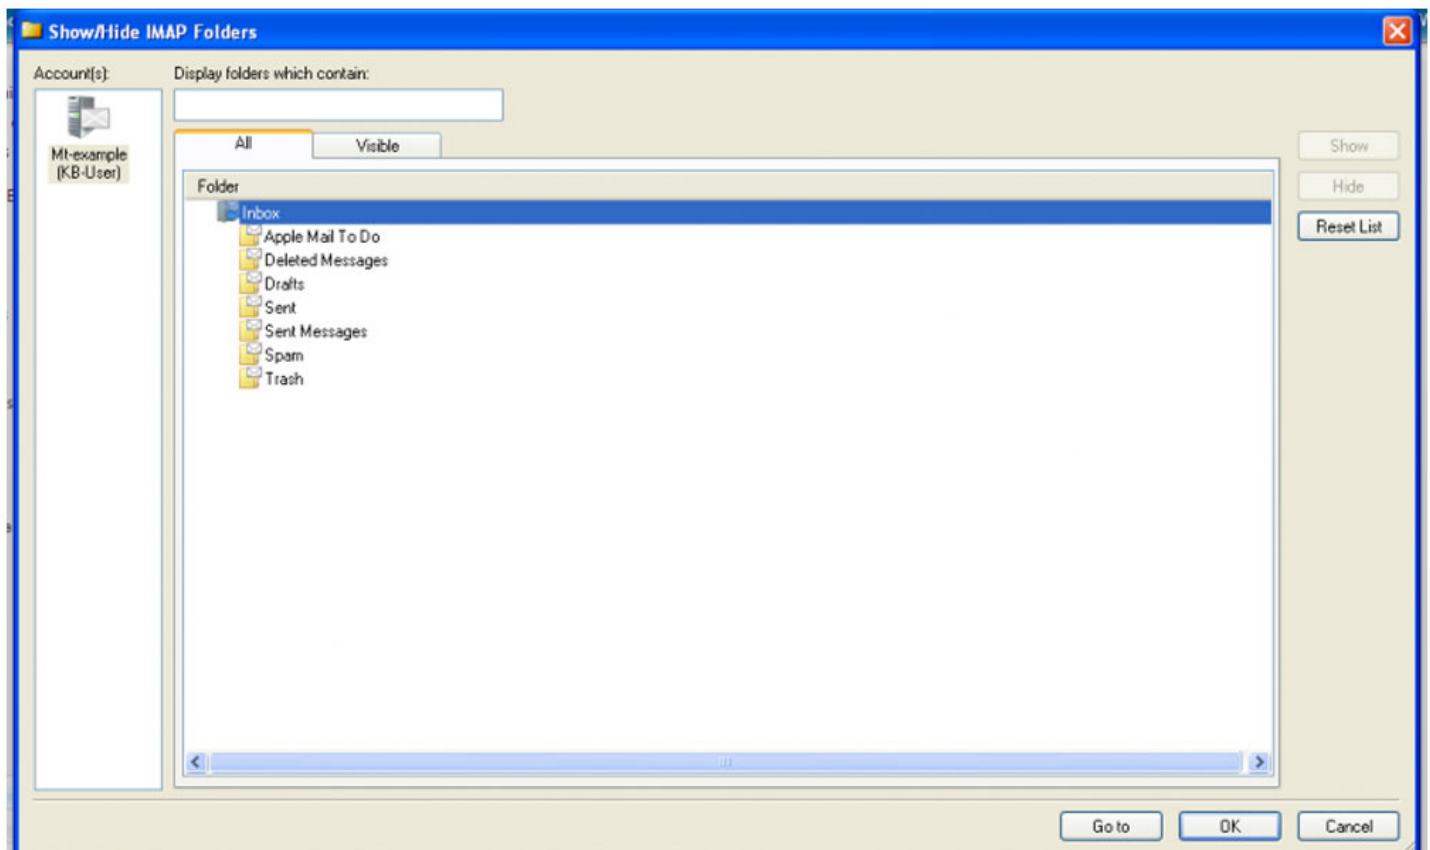 Show/Hide IMAP Folders
Account(s):
Display folders which contain:
Mt-example
(KB-User)
All
Visible
Show
Hide
Reset List
Folder
Inbox
Apple Mail To Do
Deleted Messages
Drafts
Sent
Sent Messages
Spam
Trash
Go to
OK
Cancel